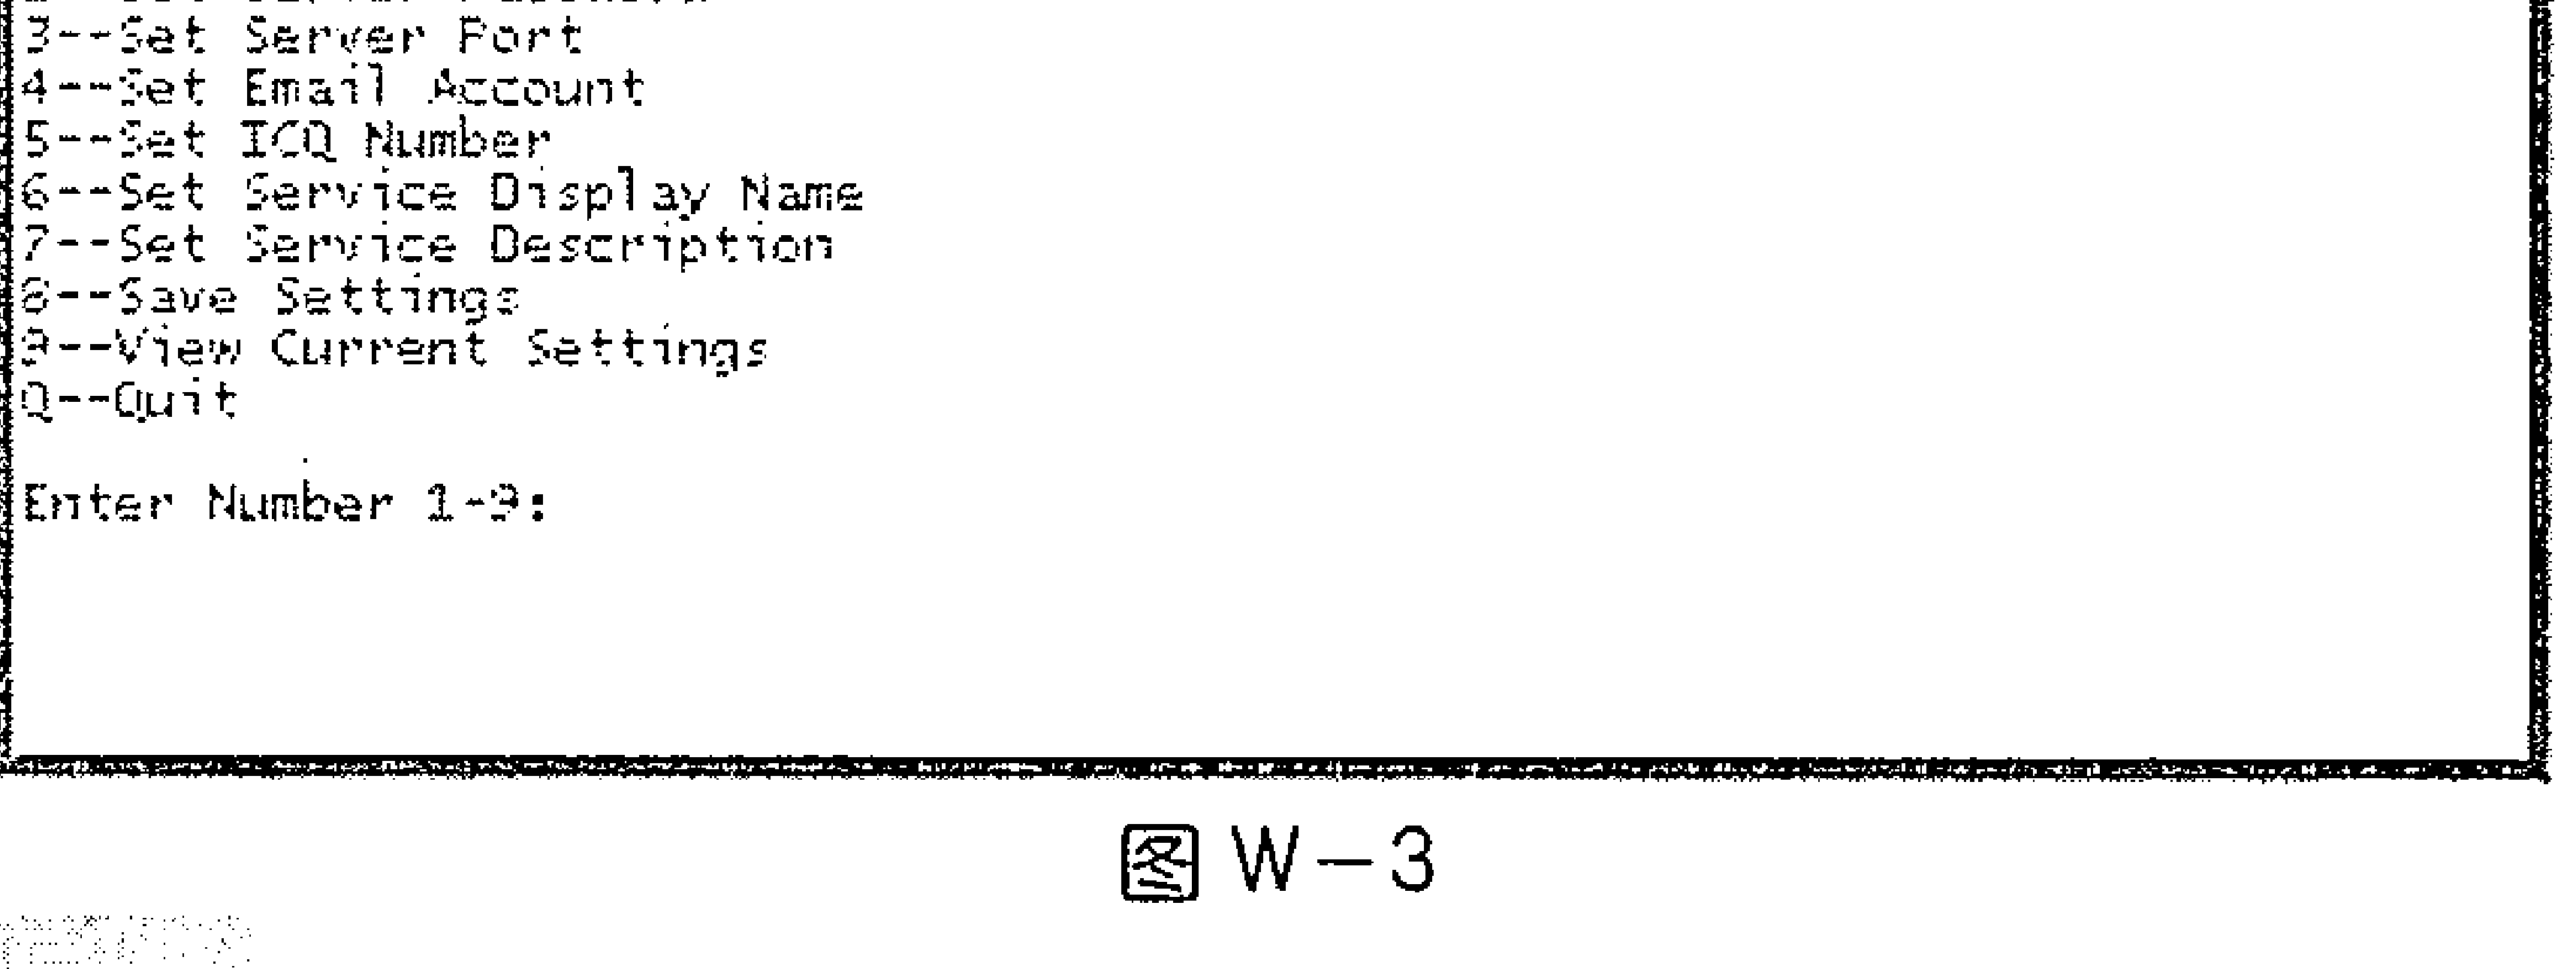 3--Set Server Port
4--Set Email Account
5--Set ICQ Number
6--Set Service Display Name
7--Set Service Description
8--Save Settings
9--View Current Settings
Q--Quit
Enter Number 1-9:
图 W-3